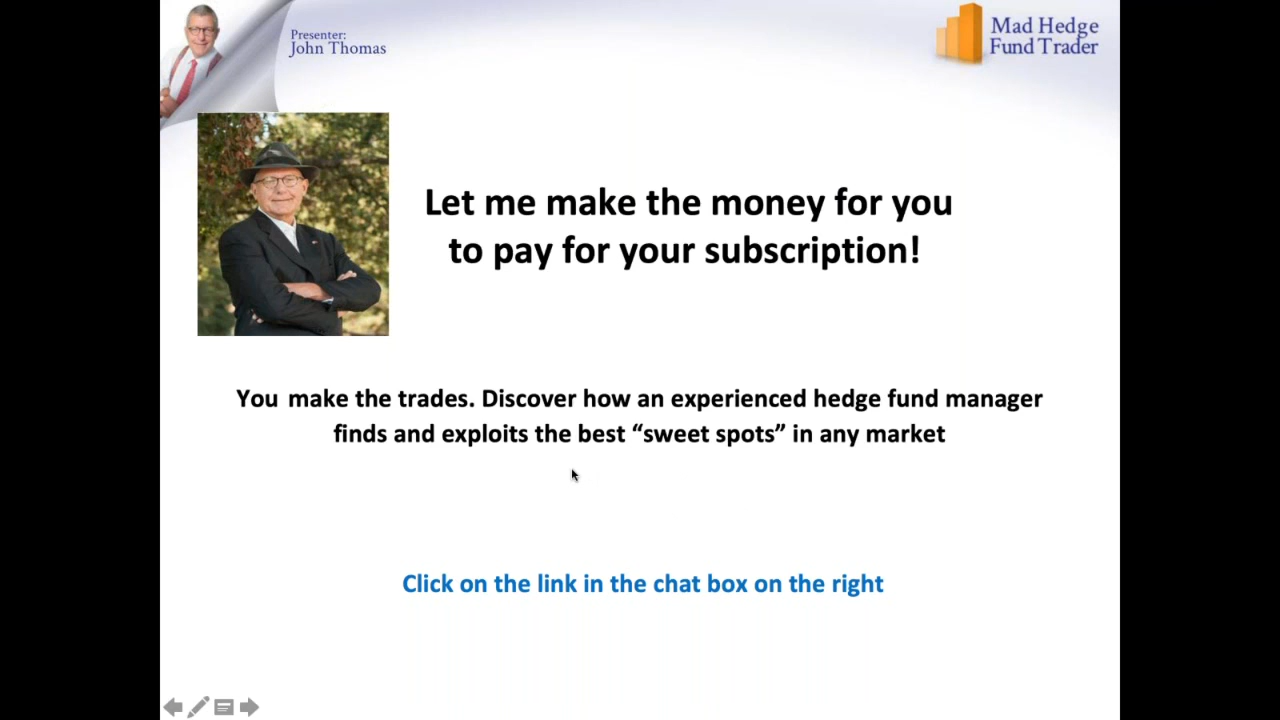 Presenter:
John Thomas
Mad Hedge
Fund Trader
Let me make the money for you
to pay for your subscription!
You make the trades. Discover how an experienced hedge fund manager
finds and exploits the best “sweet spots” in any market
Click on the link in the chat box on the right